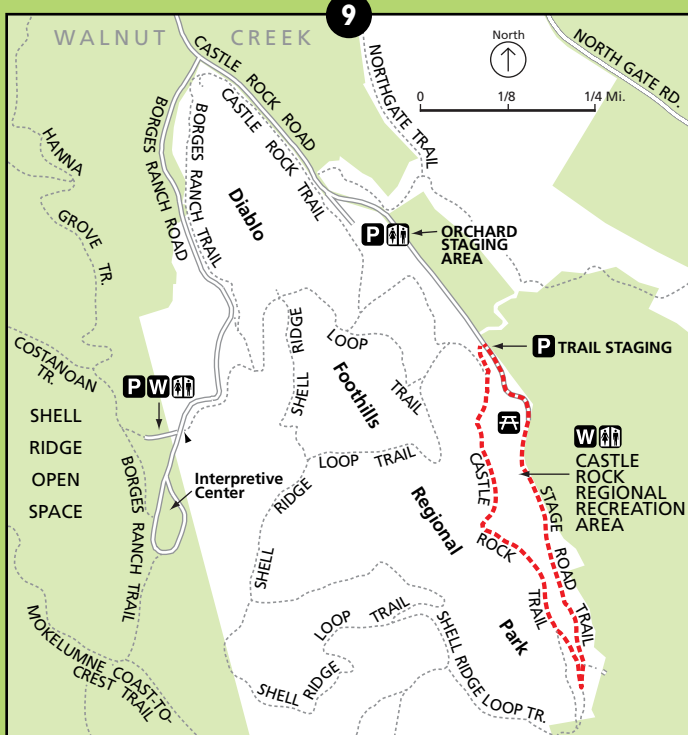 9
WALNUT CREEK
North
0 1/8 1/4 Mi.
NORTH GATE RD.
CASTLE ROCK ROAD
NORTHGATE TRAIL
CASTLE ROCK TRAIL
BORGES RANCH TRAIL
BORGES RANCH ROAD
HANNA
GROVE TR.
Diablo
P
ORCHARD
STAGING
AREA
SHELL RIDGE
LOOP
TRAIL
Foothills
P TRAIL STAGING
COSTANOAN
TR.
P W
SHELL
RIDGE
OPEN
SPACE
Interpretive
Center
BORGES RANCH TRAIL
LOOP TRAIL
RIDGE
SHELL
Regional
CASTLE
ROCK
TRAIL
W
CASTLE
ROCK
REGIONAL
RECREATION
AREA
STAGE
ROAD
TRAIL
Park
LOOP TRAIL
SHELL RIDGE
SHELL RIDGE LOOP TR.
MOKELUMNE COAST-TO-
CREST TRAIL